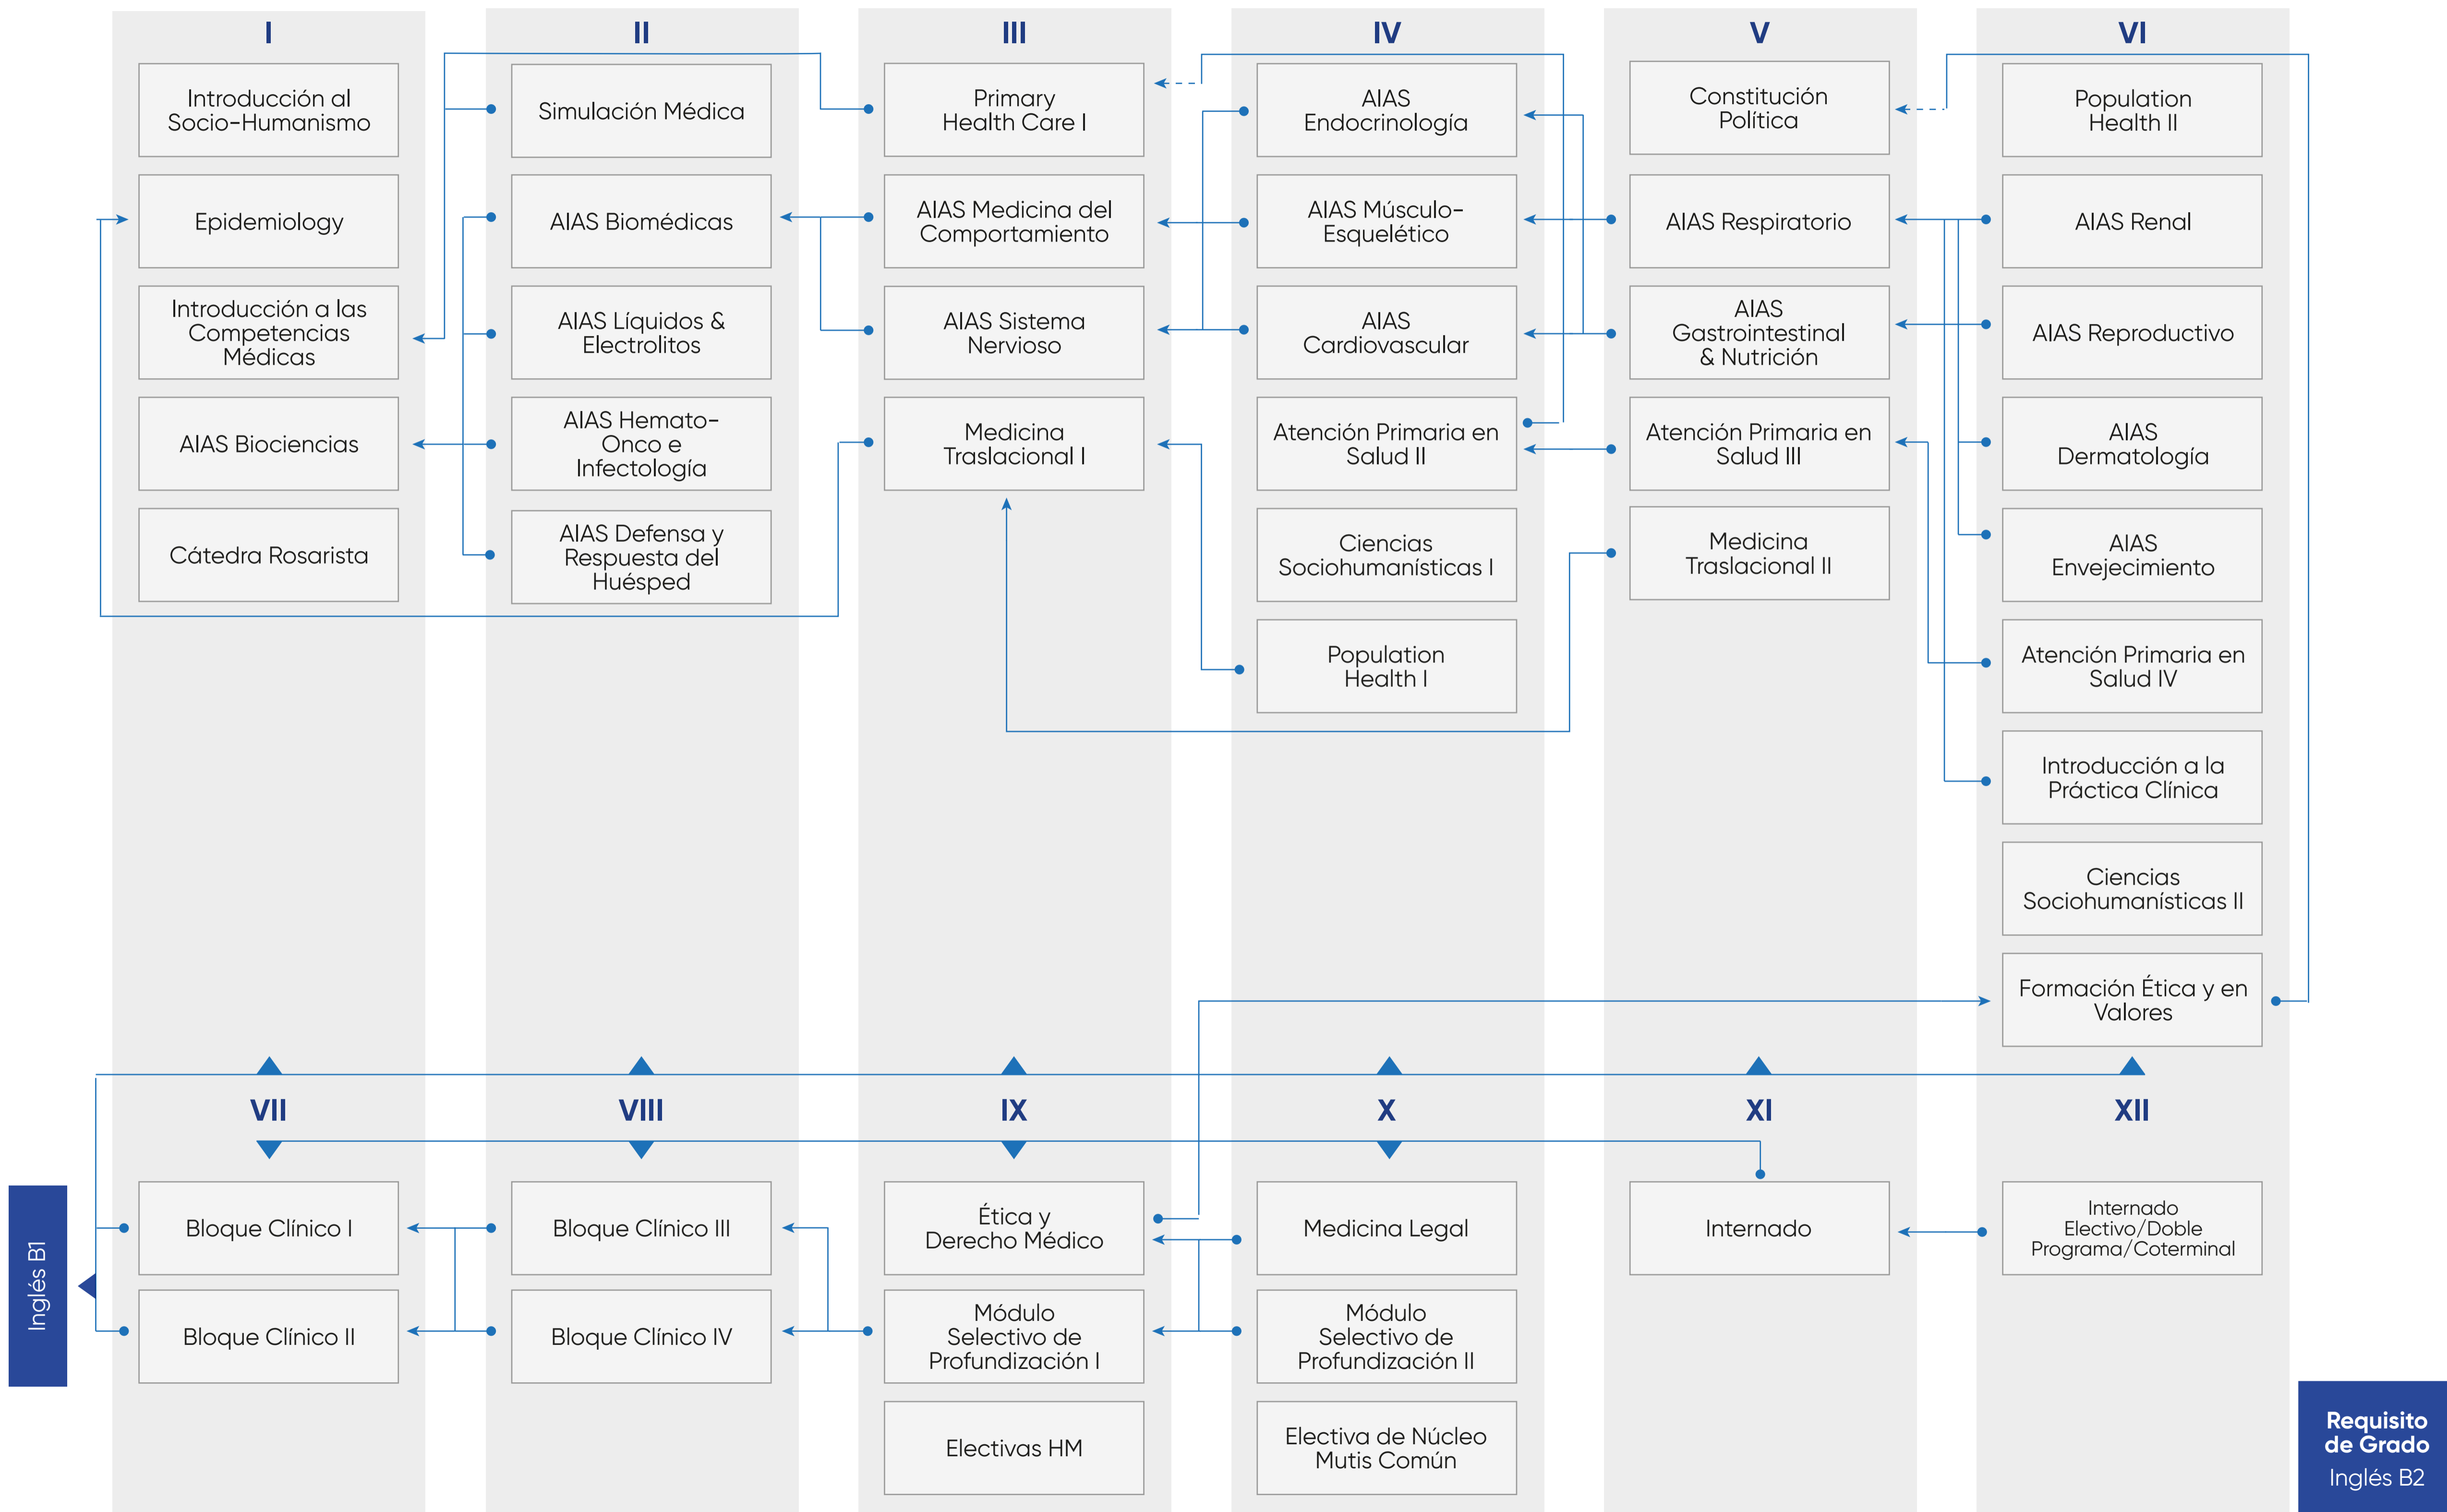 I
Introducción al
Socio-Humanismo
Epidemiology
Introducción a las
Competencias
Médicas
AIAS Biociencias
Cátedra Rosarista
II
Simulación Médica
AIAS Biomédicas
AIAS Líquidos &
Electrolitos
AIAS Hemato-
Onco e
Infectología
AIAS Defensa y
Respuesta del
Huésped
III
Primary
Health Care I
AIAS Medicina del
Comportamiento
AIAS Sistema
Nervioso
Medicina
Traslacional I
IV
AIAS
Endocrinología
AIAS Músculo-
Esquelético
AIAS
Cardiovascular
Atención Primaria en
Salud II
Ciencias
Sociohumanísticas I
Population
Health I
V
Constitución
Política
AIAS Respiratorio
AIAS
Gastrointestinal
& Nutrición
Atención Primaria en
Salud III
Medicina
Traslacional II
VI
Population
Health II
AIAS Renal
AIAS Reproductivo
AIAS
Dermatología
AIAS
Envejecimiento
Atención Primaria en
Salud IV
Introducción a la
Práctica Clínica
Ciencias
Sociohumanísticas II
Formación Ética y en
Valores
Inglés B1
VII
Bloque Clínico I
Bloque Clínico II
VIII
Bloque Clínico III
Bloque Clínico IV
IX
Ética y
Derecho Médico
Módulo
Selectivo de
Profundización I
Electivas HM
X
Medicina Legal
Módulo
Selectivo de
Profundización II
Electiva de Núcleo
Mutis Común
XI
Internado
XII
Internado
Electivo/Doble
Programa/Coterminal
Requisito
de Grado
Inglés B2